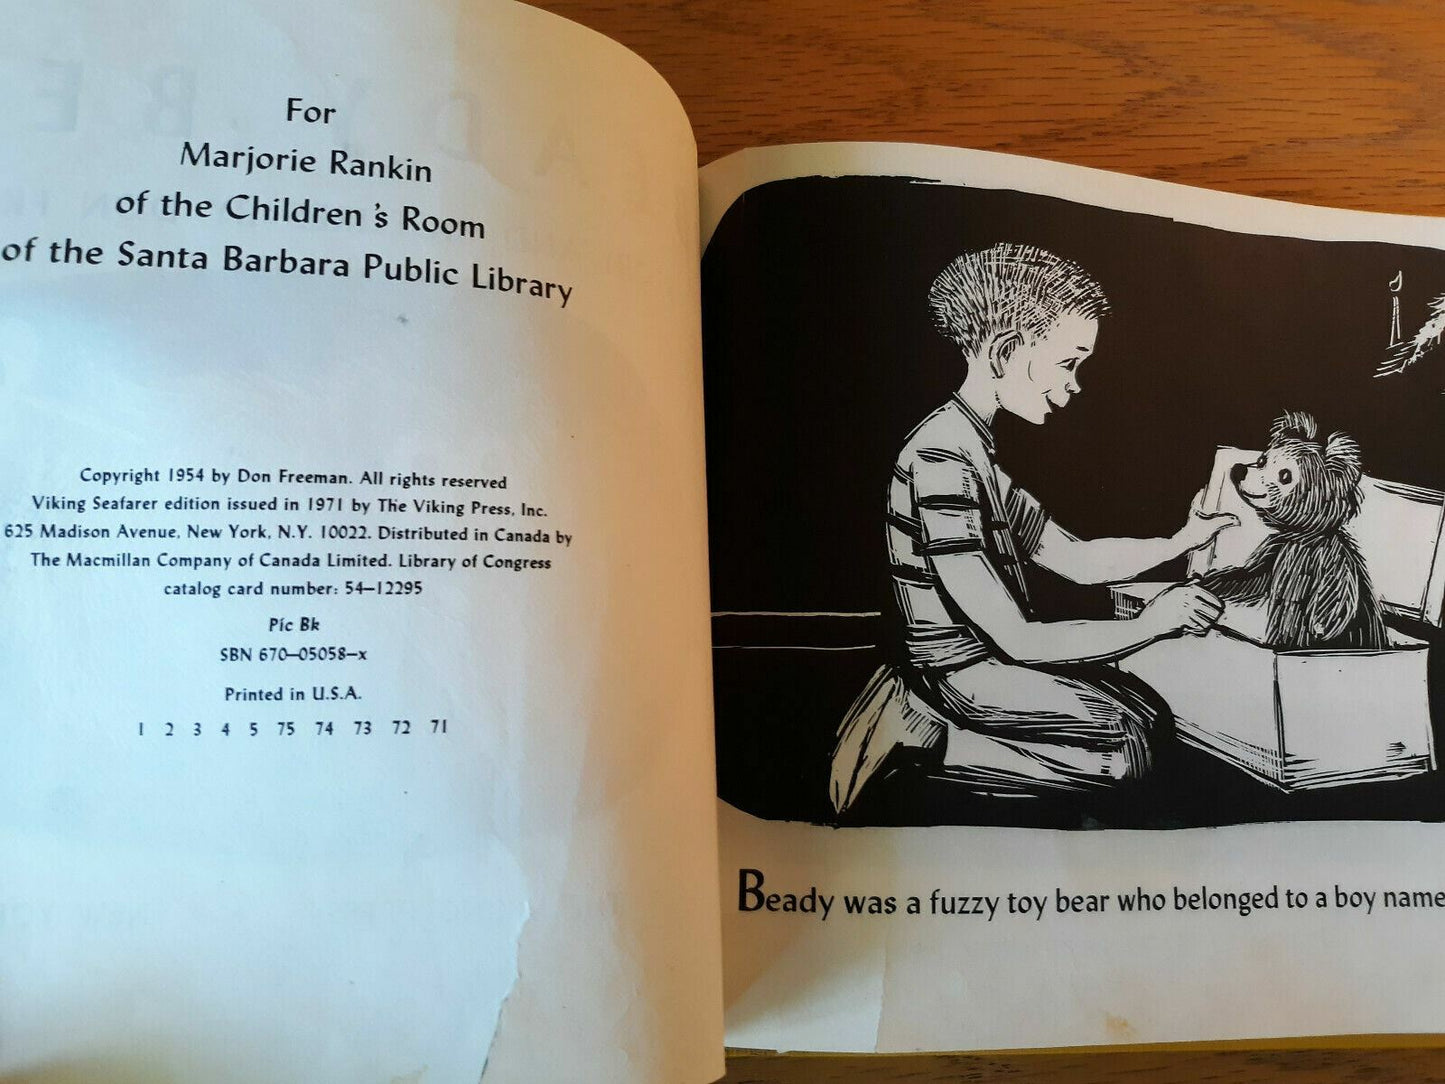 For
Marjorie Rankin
of the Children's Room
of the Santa Barbara Public Library
Copyright 1954 by Don Freeman. All rights reserved
Viking Seafarer edition issued in 1971 by The Viking Press, Inc.
625 Madison Avenue, New York, N.Y. 10022. Distributed in Canada by
The Macmillan Company of Canada Limited. Library of Congress
catalog card number: 54-12295
Pic Bk
SBN 670-05058-x
Printed in U.S.A.
1 2 3 4 5 75 74 73 72 71
Beady was a fuzzy toy bear who belonged to a boy name